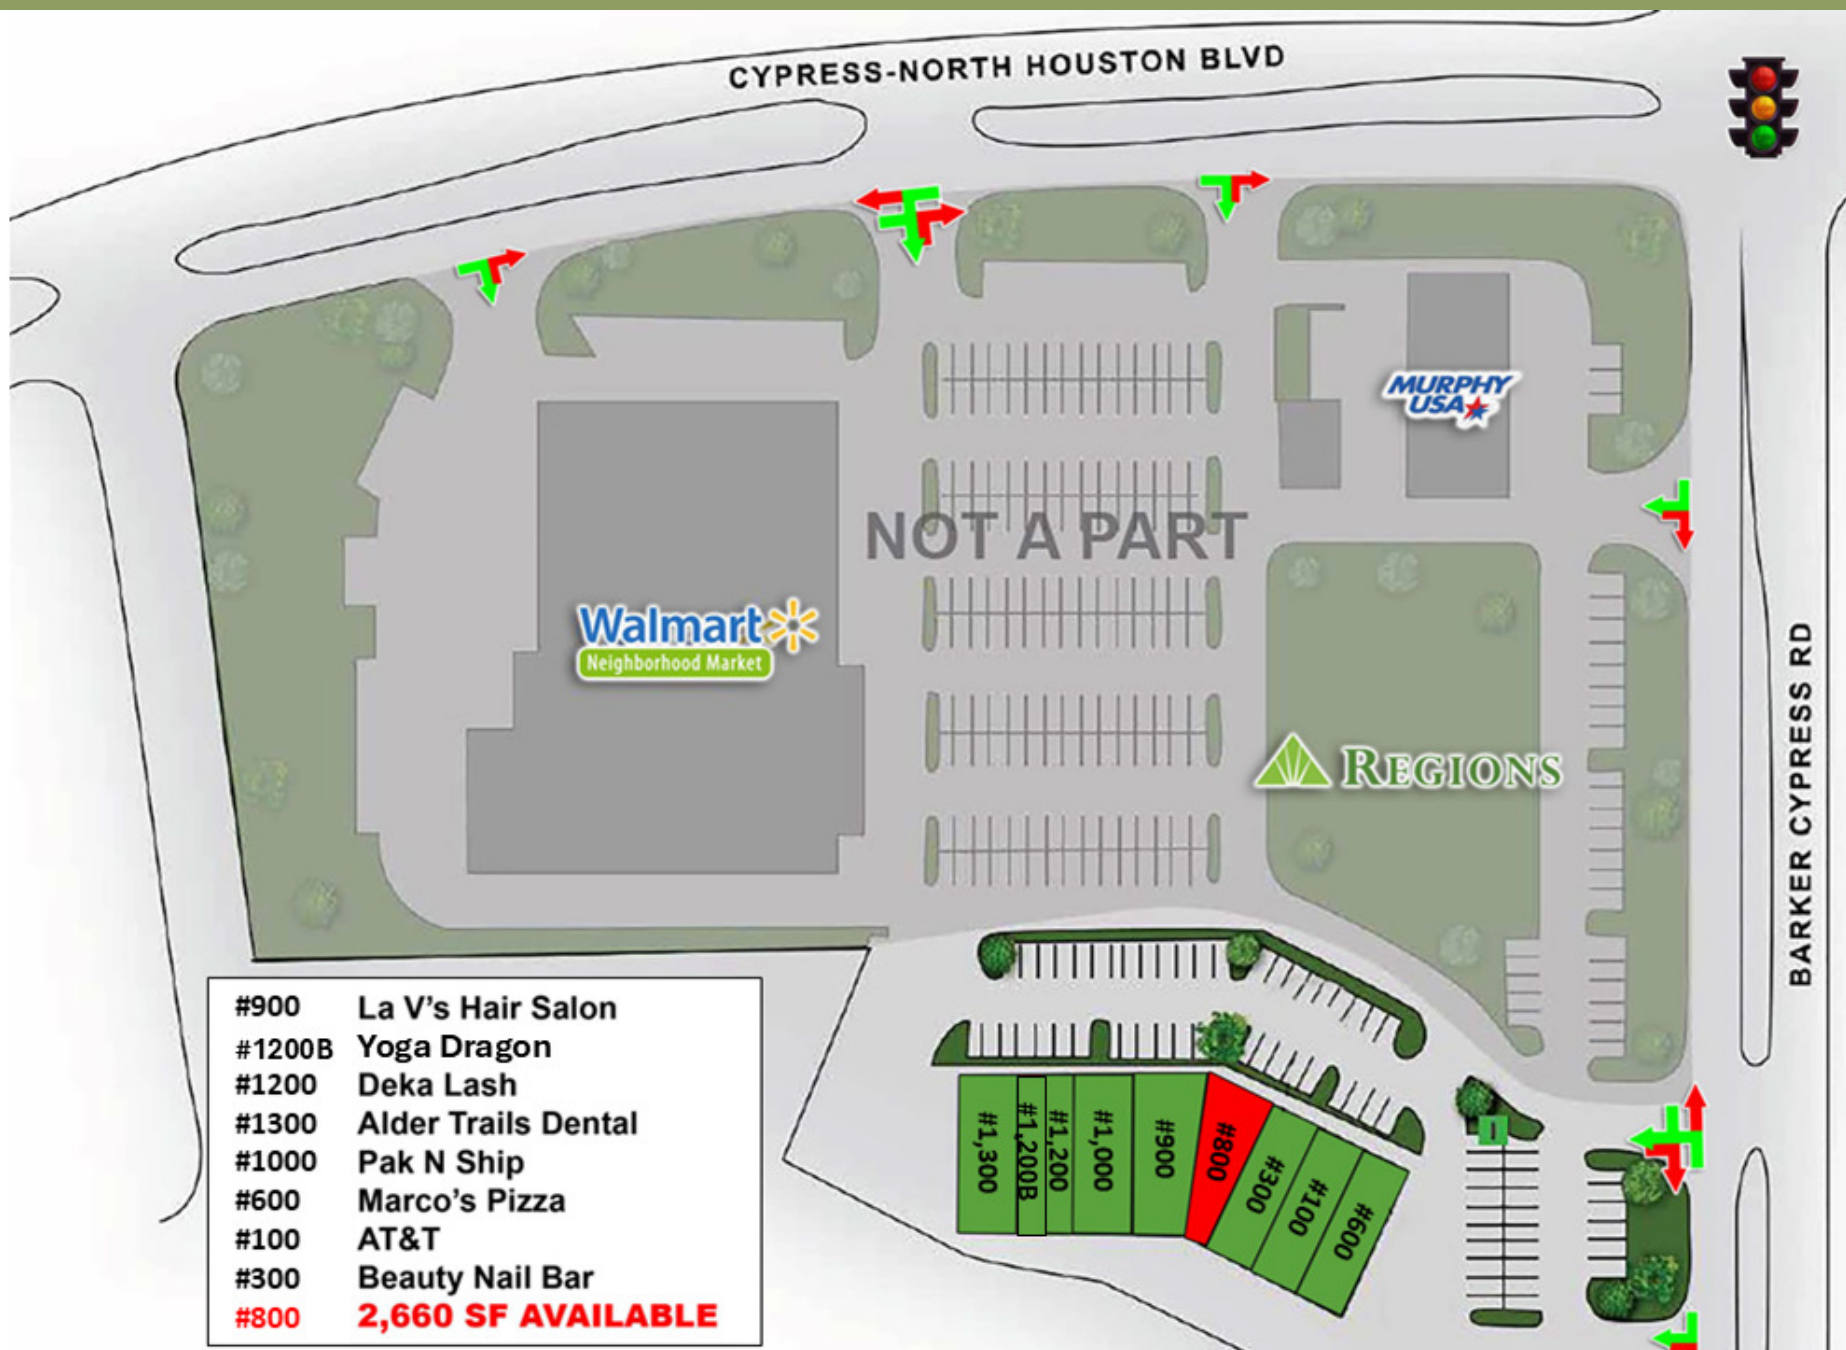 CYPRESS-NORTH HOUSTON BLVD
MURPHY
USA
NOT A PART
Walmart
Neighborhood Market
REGIONS
BARKER CYPRESS RD
#900 La V's Hair Salon
#1200B Yoga Dragon
#1200 Deka Lash
#1300 Alder Trails Dental
#1000 Pak N Ship
#600 Marco's Pizza
#100 AT&T
#300 Beauty Nail Bar
#800 2,660 SF AVAILABLE
#1,300
#1,200B
#1,200
#1,000
#900
#800
#300
#100
#600